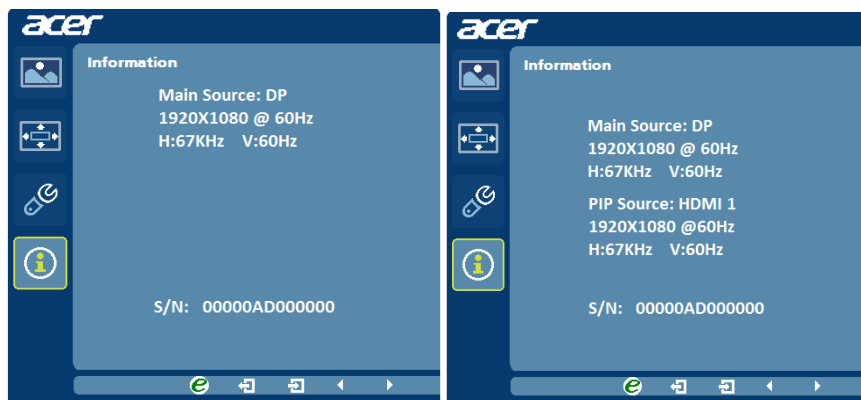 acer
Information
Main Source: DP
1920X1080 @ 60Hz
H:67KHz V:60Hz
S/N: 00000AD000000
acer
Information
Main Source: DP
1920X1080 @ 60Hz
H:67KHz V:60Hz
PIP Source: HDMI 1
1920X1080 @60Hz
H:67KHz V:60Hz
S/N: 00000AD000000